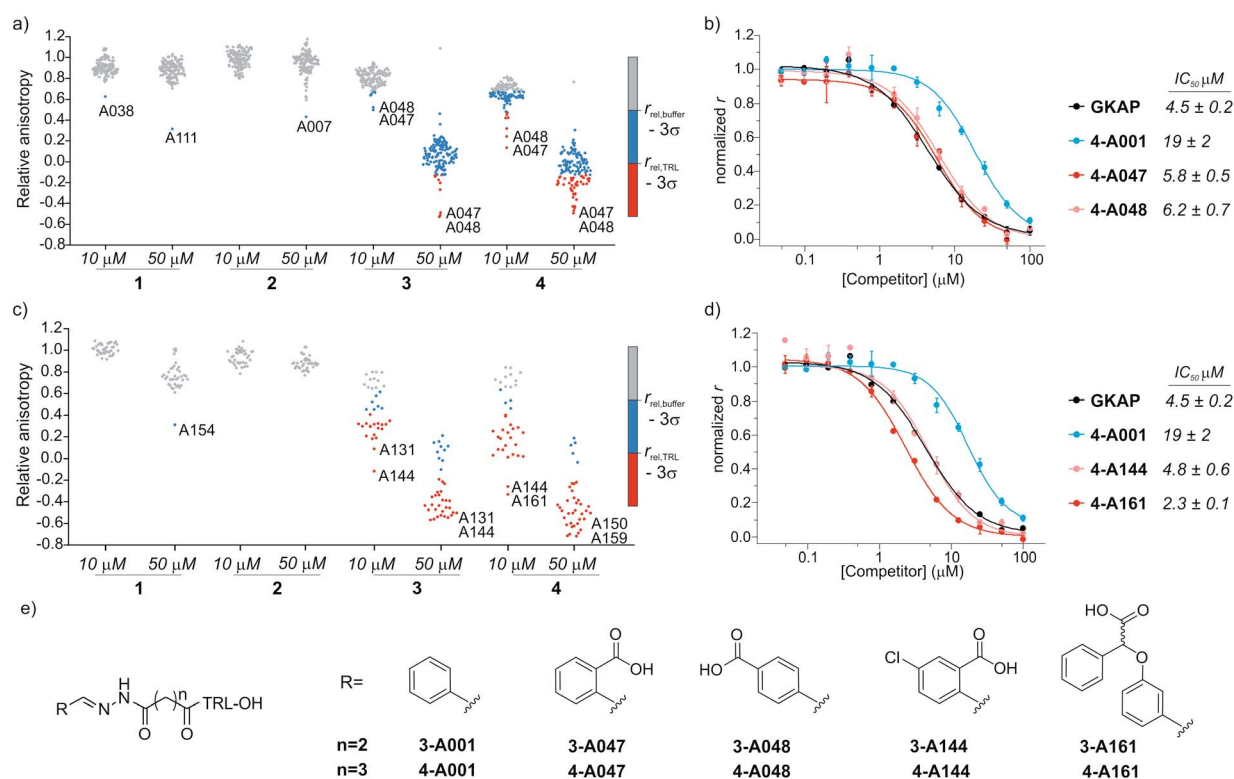 a)
Relative anisotropy
1.2
1.0
0.8
0.6
0.4
0.2
0.0
-0.2
-0.4
-0.6
-0.8
A038
A111
A007
A048
A047
A047
A048
A048
A047
A047
A048
r rel,buffer
- 3σ
r rel,TRL
- 3σ
10 µM 50 µM 10 µM 50 µM 10 µM 50 µM 10 µM 50 µM
1 2 3 4
b)
normalized r
1.2
1.0
0.8
0.6
0.4
0.2
0.0
0.1 1 10 100
[Competitor] (µM)
IC50 µM
GKAP 4.5 ± 0.2
4-A001 19 ± 2
4-A047 5.8 ± 0.5
4-A048 6.2 ± 0.7
c)
Relative anisotropy
1.2
1.0
0.8
0.6
0.4
0.2
0.0
-0.2
-0.4
-0.6
-0.8
A154
A131
A144
A131
A144
A144
A161
A150
A159
r rel,buffer
- 3σ
r rel,TRL
- 3σ
10 µM 50 µM 10 µM 50 µM 10 µM 50 µM 10 µM 50 µM
1 2 3 4
d)
normalized r
1.2
1.0
0.8
0.6
0.4
0.2
0.0
0.1 1 10 100
[Competitor] (µM)
IC50 µM
GKAP 4.5 ± 0.2
4-A001 19 ± 2
4-A144 4.8 ± 0.6
4-A161 2.3 ± 0.1
e)
R N N H O ( ) n O TRL-OH
R=
O OH
HO O
Cl O OH
HO O O
n=2 3-A001 3-A047 3-A048 3-A144 3-A161
n=3 4-A001 4-A047 4-A048 4-A144 4-A161